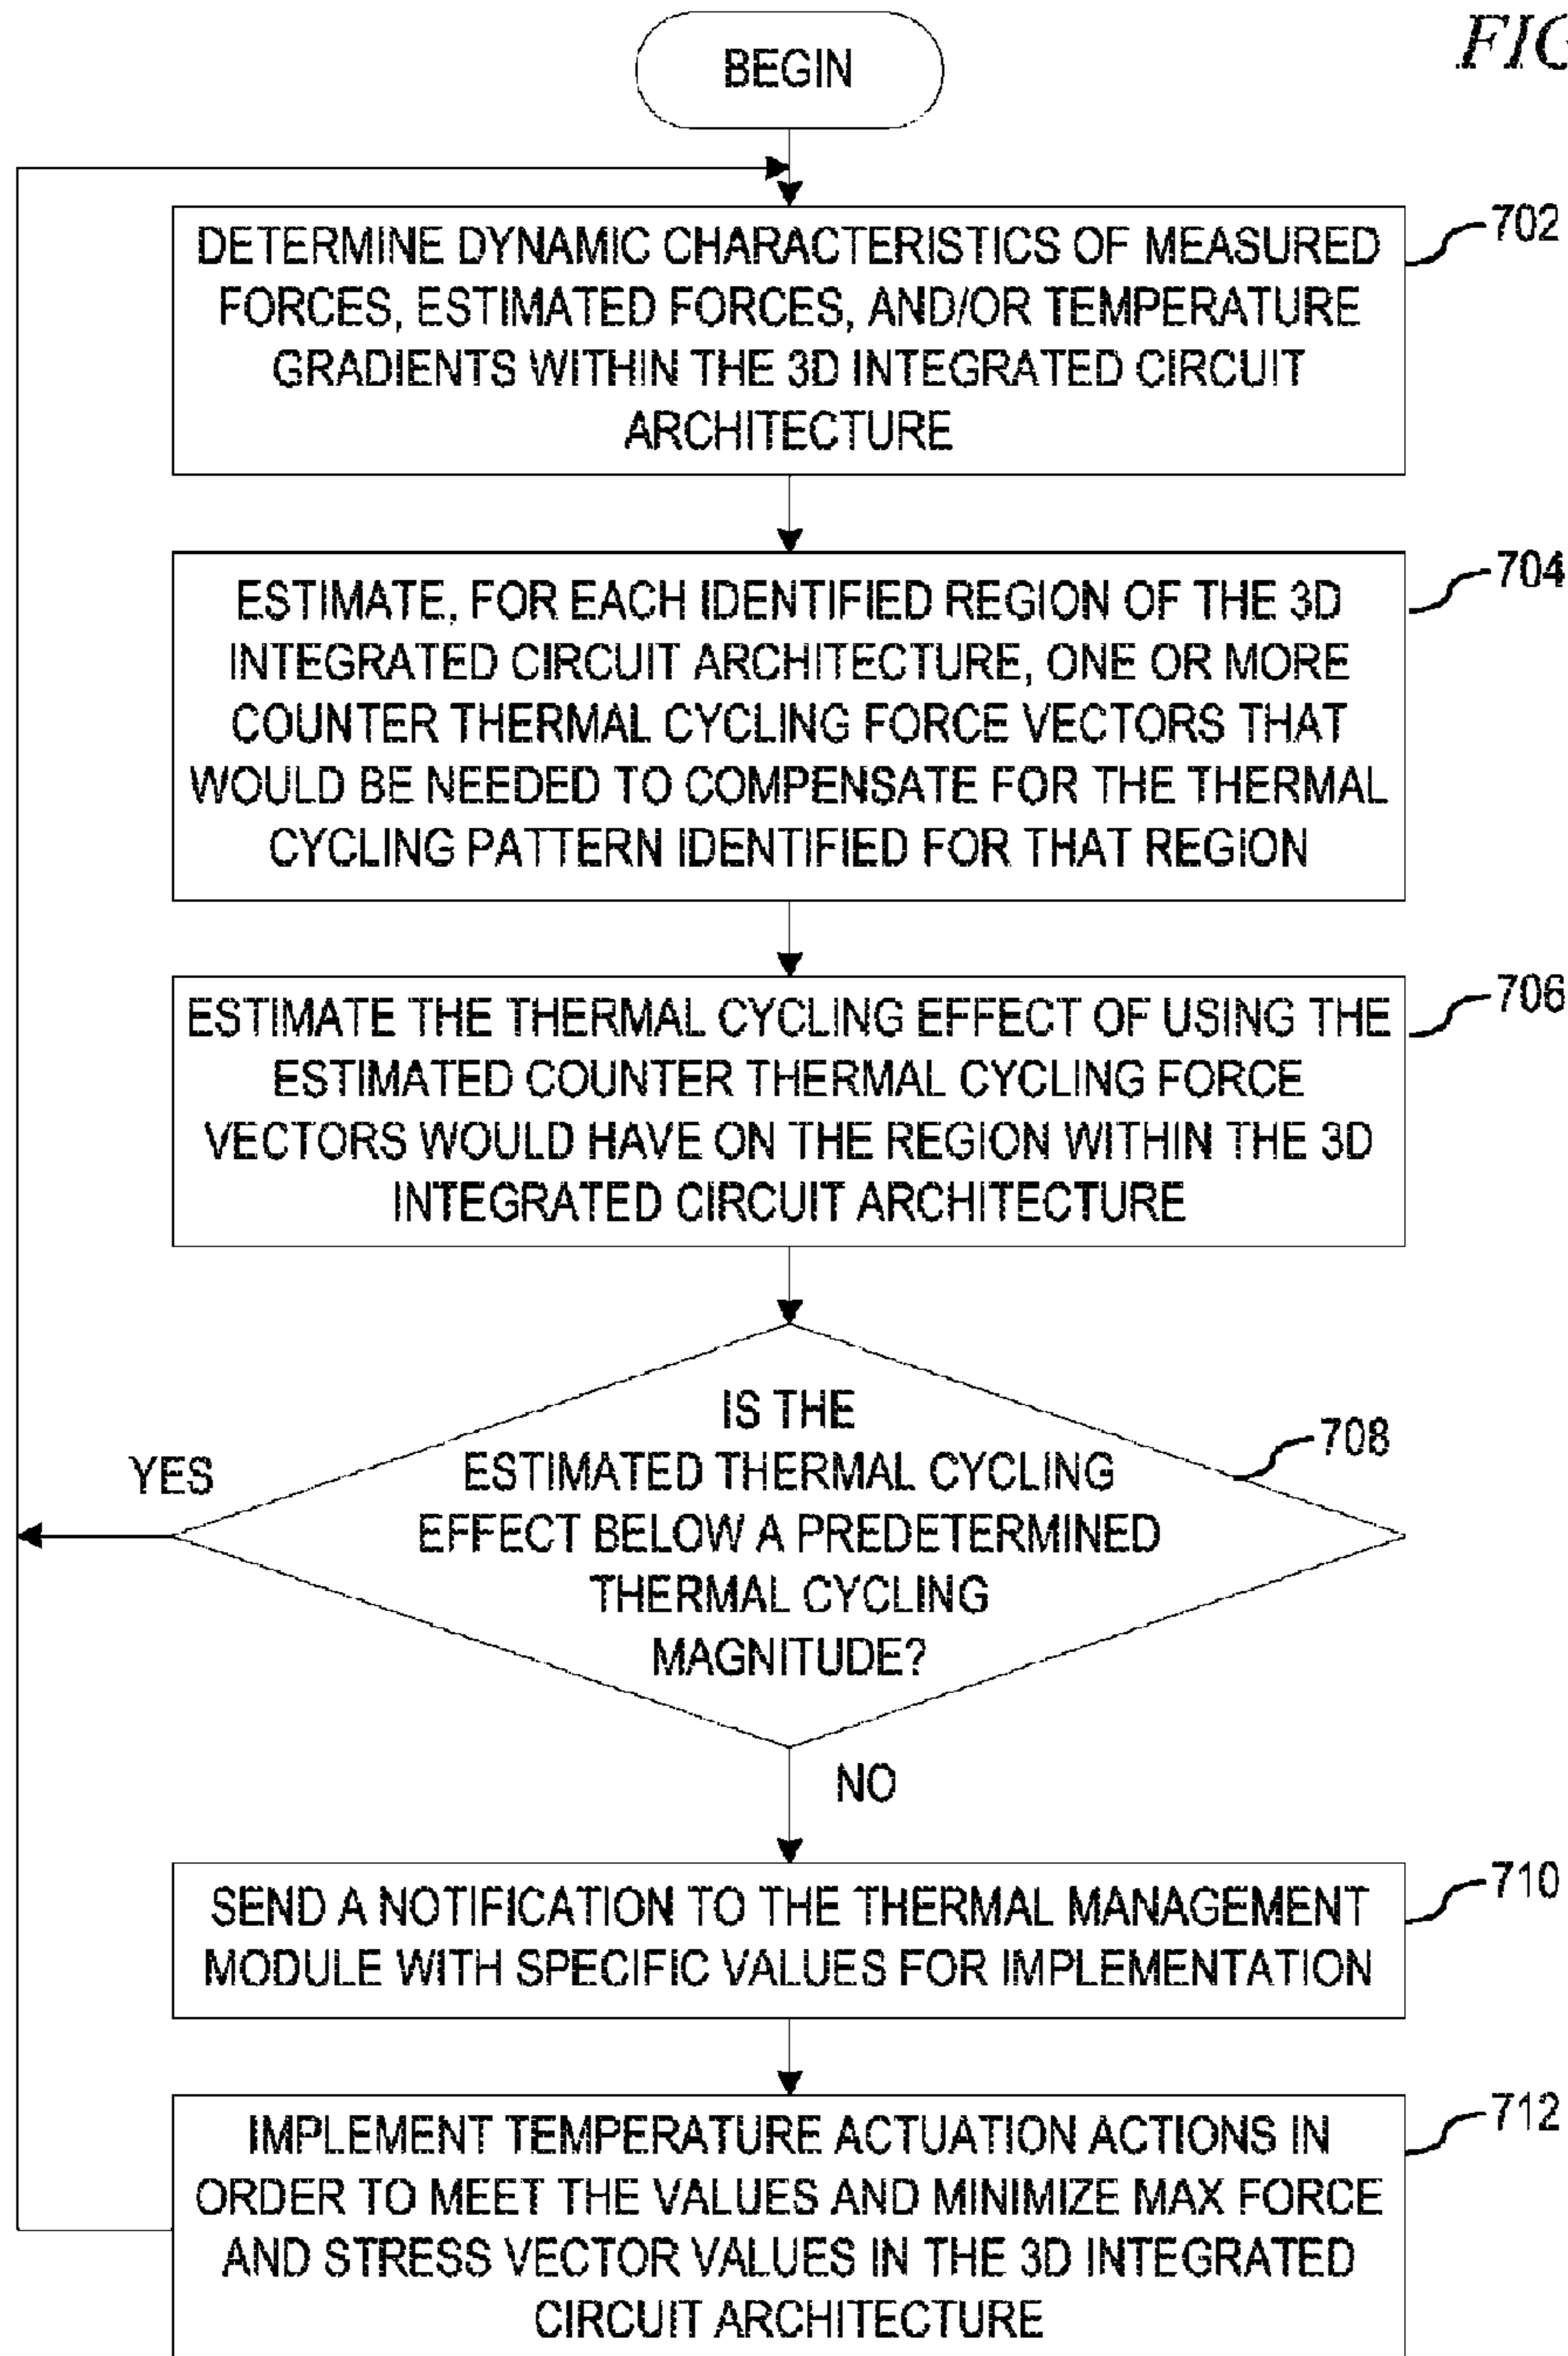 FIG
BEGIN
702
DETERMINE DYNAMIC CHARACTERISTICS OF MEASURED
FORCES, ESTIMATED FORCES, AND/OR TEMPERATURE
GRADIENTS WITHIN THE 3D INTEGRATED CIRCUIT
ARCHITECTURE
704
ESTIMATE, FOR EACH IDENTIFIED REGION OF THE 3D
INTEGRATED CIRCUIT ARCHITECTURE, ONE OR MORE
COUNTER THERMAL CYCLING FORCE VECTORS THAT
WOULD BE NEEDED TO COMPENSATE FOR THE THERMAL
CYCLING PATTERN IDENTIFIED FOR THAT REGION
706
ESTIMATE THE THERMAL CYCLING EFFECT OF USING THE
ESTIMATED COUNTER THERMAL CYCLING FORCE
VECTORS WOULD HAVE ON THE REGION WITHIN THE 3D
INTEGRATED CIRCUIT ARCHITECTURE
708
IS THE
ESTIMATED THERMAL CYCLING
EFFECT BELOW A PREDETERMINED
THERMAL CYCLING
MAGNITUDE?
YES
NO
710
SEND A NOTIFICATION TO THE THERMAL MANAGEMENT
MODULE WITH SPECIFIC VALUES FOR IMPLEMENTATION
712
IMPLEMENT TEMPERATURE ACTUATION ACTIONS IN
ORDER TO MEET THE VALUES AND MINIMIZE MAX FORCE
AND STRESS VECTOR VALUES IN THE 3D INTEGRATED
CIRCUIT ARCHITECTURE